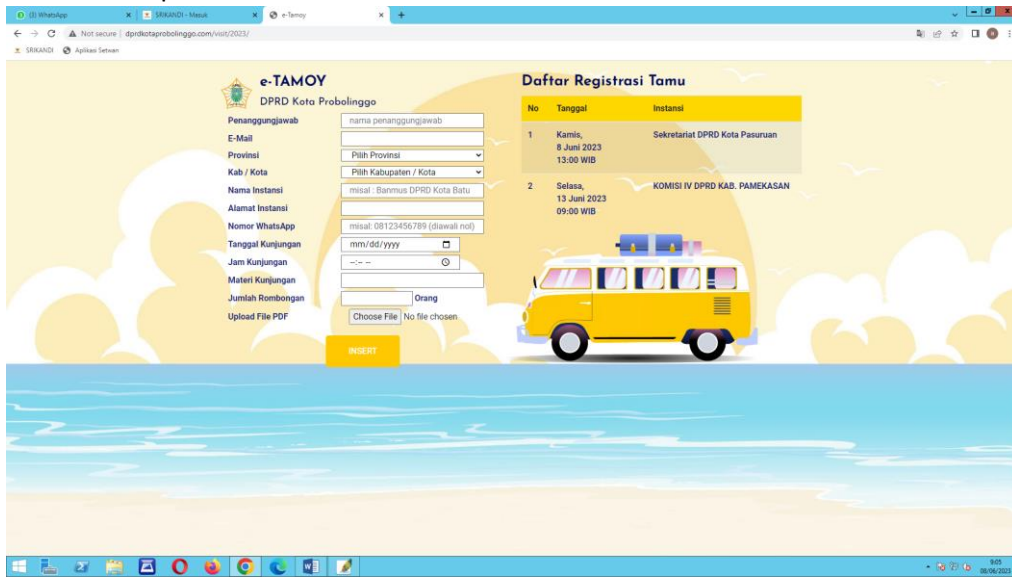 (3) WhatsApp
SRIKANDI - Masuk
e-Tamoy
Not secure | dprdkotaprobolinggo.com/visit/2023/
SRIKANDI
Aplikasi Setwan
e-TAMOY
DPRD Kota Probolinggo
Penanggungjawab nama penanggungjawab
E-Mail
Provinsi Pilih Provinsi
Kab / Kota Pilih Kabupaten / Kota
Nama Instansi misal : Banmus DPRD Kota Batu
Alamat Instansi
Nomor WhatsApp misal: 08123456789 (diawali nol)
Tanggal Kunjungan mm/dd/yyyy
Jam Kunjungan --:-- --
Materi Kunjungan
Jumlah Rombongan Orang
Upload File PDF Choose File No file chosen
INSERT
Daftar Registrasi Tamu
No Tanggal Instansi
1 Kamis, Sekretariat DPRD Kota Pasuruan
8 Juni 2023
13:00 WIB
2 Selasa, KOMISI IV DPRD KAB. PAMEKASAN
13 Juni 2023
09:00 WIB
9:05
08/06/2023